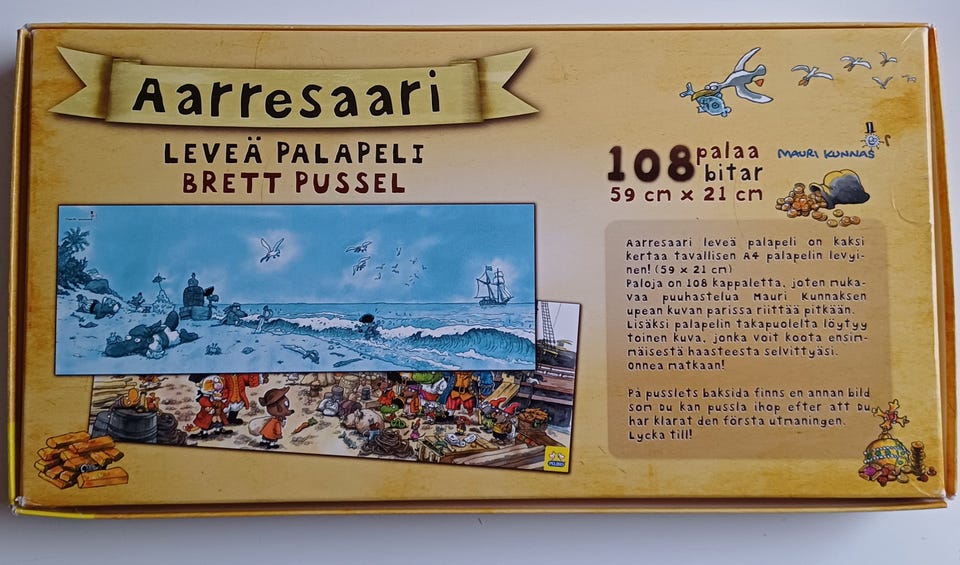 Aarresaari
LEVEÄ PALAPELI
BRETT PUSSEL
108 palaa
bitar
59 cm x 21 cm
MAURI KUNNAS
Aarresaari leveä palapeli on kaksi
kertaa tavallisen A4 palapelin levyi-
nen! (59 x 21 cm)
Paloja on 108 kappaletta, joten muka-
vaa puuhastelua Mauri Kunnaksen
upean kuvan parissa riittää pitkään.
Lisäksi palapelin takapuolelta löytyy
toinen kuva, jonka voit koota ensim-
mäisestä haasteesta selvittyäsi.
Onnea matkaan!
På pusslets baksida finns en annan bild
som du kan pussla ihop efter att du
har klarat den första utmaningen.
Lycka till!
PELIKO